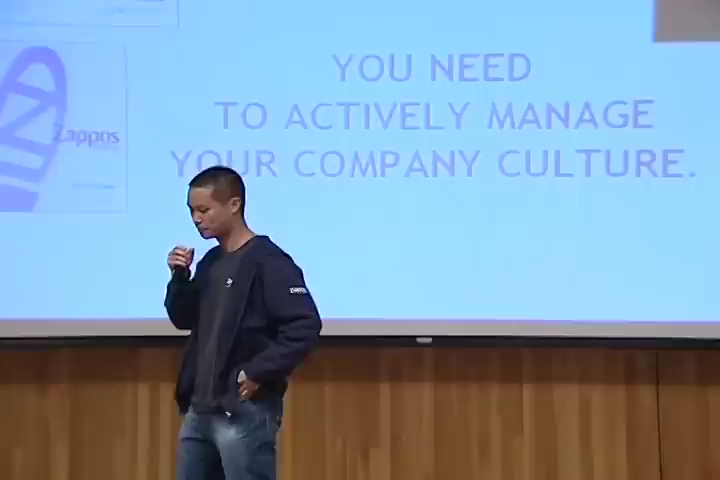 Zappos
YOU NEED
TO ACTIVELY MANAGE
YOUR COMPANY CULTURE.